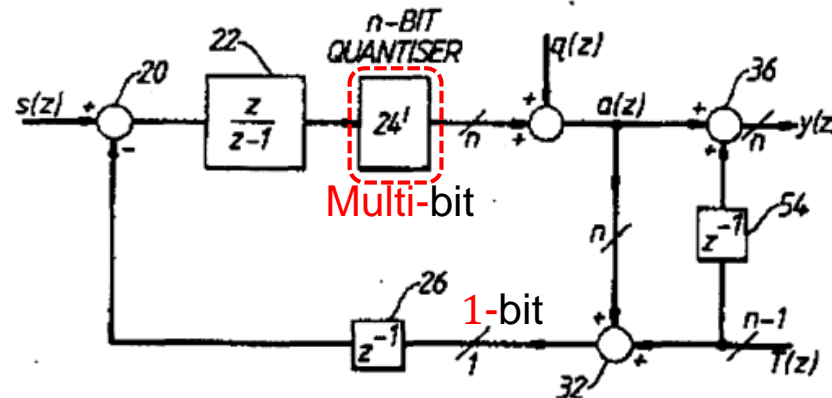 n-BIT
QUANTISER
22
20
s(z)
+
-
z
z-1
24'
n
Multi-bit
q(z)
+
+
a(z)
36
+
+
n
y(z)
54
z⁻¹
n
26
z⁻¹
1-bit
1
+
+
32
n-1
T(z)